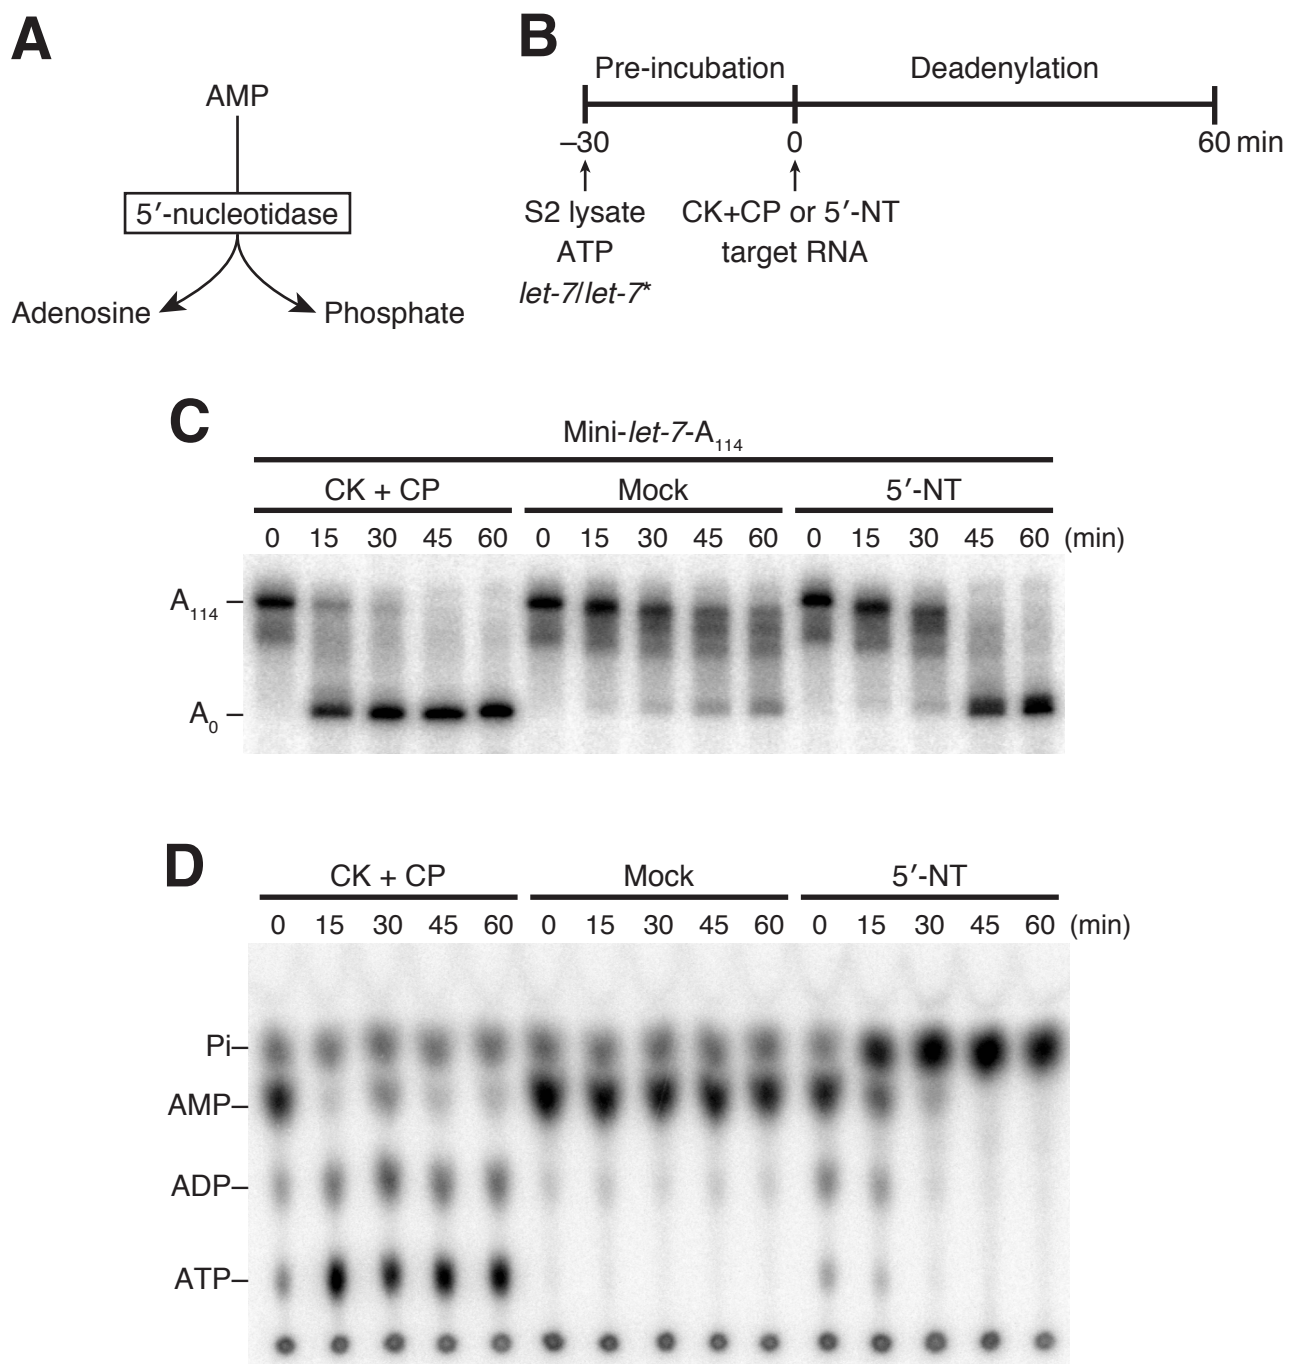 A
AMP
5′-nucleotidase
Adenosine
Phosphate
B
Pre-incubation
Deadenylation
–30
0
60 min
S2 lysate
CK+CP or 5′-NT
ATP
target RNA
let-7/let-7*
C
Mini-let-7-A114
CK + CP
Mock
5′-NT
0 15 30 45 60 0 15 30 45 60 0 15 30 45 60 (min)
A114
A0
D
CK + CP
Mock
5′-NT
0 15 30 45 60 0 15 30 45 60 0 15 30 45 60 (min)
Pi
AMP
ADP
ATP